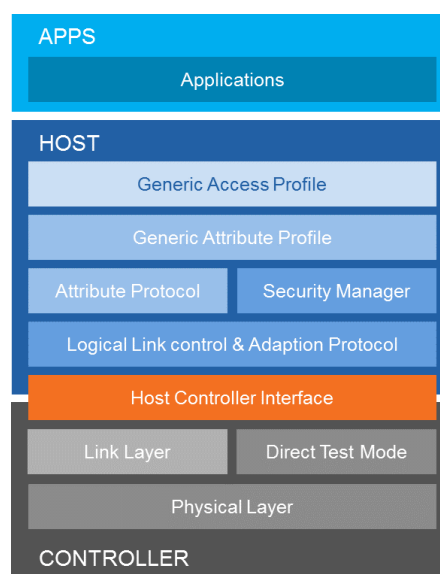 APPS
Applications
HOST
Generic Access Profile
Generic Attribute Profile
Attribute Protocol
Security Manager
Logical Link control & Adaption Protocol
Host Controller Interface
Link Layer
Direct Test Mode
Physical Layer
CONTROLLER